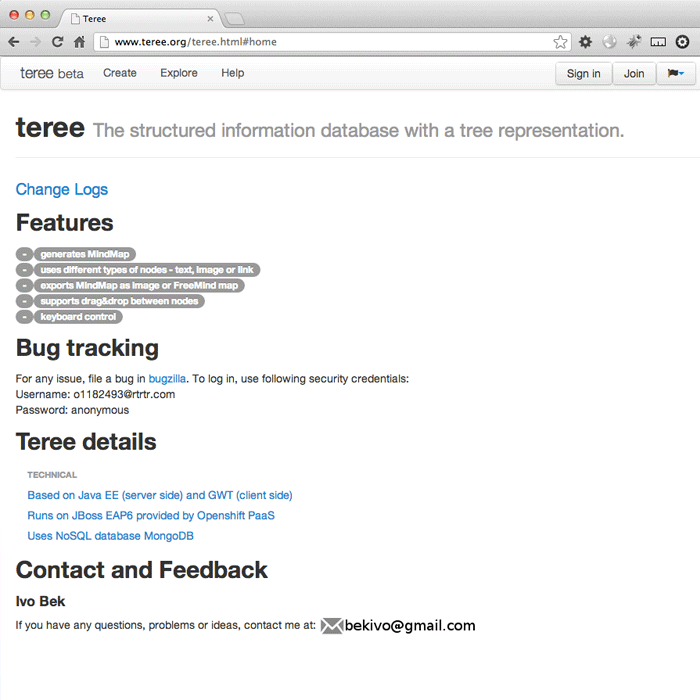 Teree
www.teree.org/teree.html#home
teree beta Create Explore Help Sign in Join
teree The structured information database with a tree representation.
Change Logs
Features
- generates MindMap
- uses different types of nodes - text, image or link
- exports MindMap as image or FreeMind map
- supports drag&drop between nodes
- keyboard control
Bug tracking
For any issue, file a bug in bugzilla. To log in, use following security credentials:
Username: o1182493@rtrtr.com
Password: anonymous
Teree details
TECHNICAL
Based on Java EE (server side) and GWT (client side)
Runs on JBoss EAP6 provided by Openshift PaaS
Uses NoSQL database MongoDB
Contact and Feedback
Ivo Bek
If you have any questions, problems or ideas, contact me at: bekivo@gmail.com